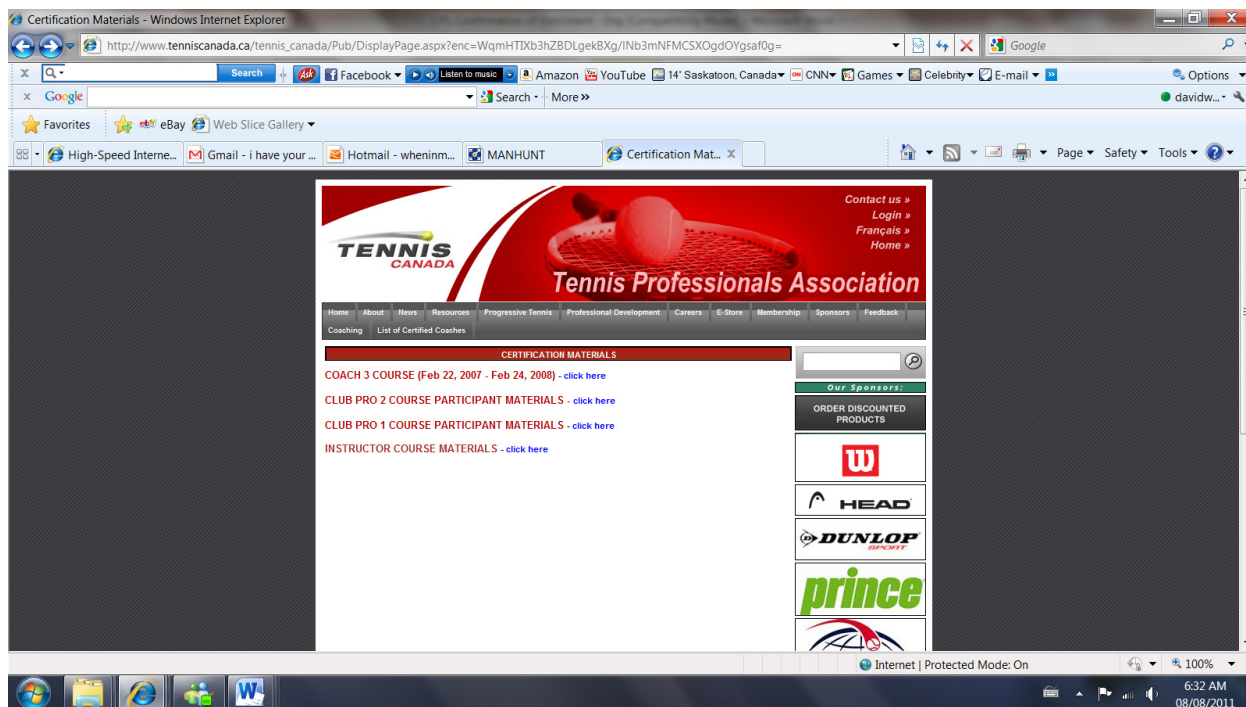 Certification Materials - Windows Internet Explorer
http://www.tenniscanada.ca/tennis_canada/Pub/DisplayPage.aspx?enc=WqmHTIXb3hZBDLgekBXg/INb3mNFMCSXOgdOYgsaf0g= Google
X Search Ask Facebook Listen to music Amazon YouTube 14° Saskatoon, Canada CNN Games Celebrity E-mail Options
x Google Search More >> davidw...
Favorites eBay Web Slice Gallery
High-Speed Interne... Gmail - i have your ... Hotmail - wheninm... MANHUNT Certification Mat... X Page Safety Tools
Contact us »
Login »
Français »
Home »
TENNIS
CANADA
Tennis Professionals Association
Home About News Resources Progressive Tennis Professional Development Careers E-Store Membership Sponsors Feedback
Coaching List of Certified Coaches
CERTIFICATION MATERIALS
COACH 3 COURSE (Feb 22, 2007 - Feb 24, 2008) - click here
CLUB PRO 2 COURSE PARTICIPANT MATERIALS - click here
CLUB PRO 1 COURSE PARTICIPANT MATERIALS - click here
INSTRUCTOR COURSE MATERIALS - click here
Our Sponsors:
ORDER DISCOUNTED
PRODUCTS
W
HEAD
DUNLOP
SPORT
prince
Internet | Protected Mode: On 100%
6:32 AM
08/08/2011